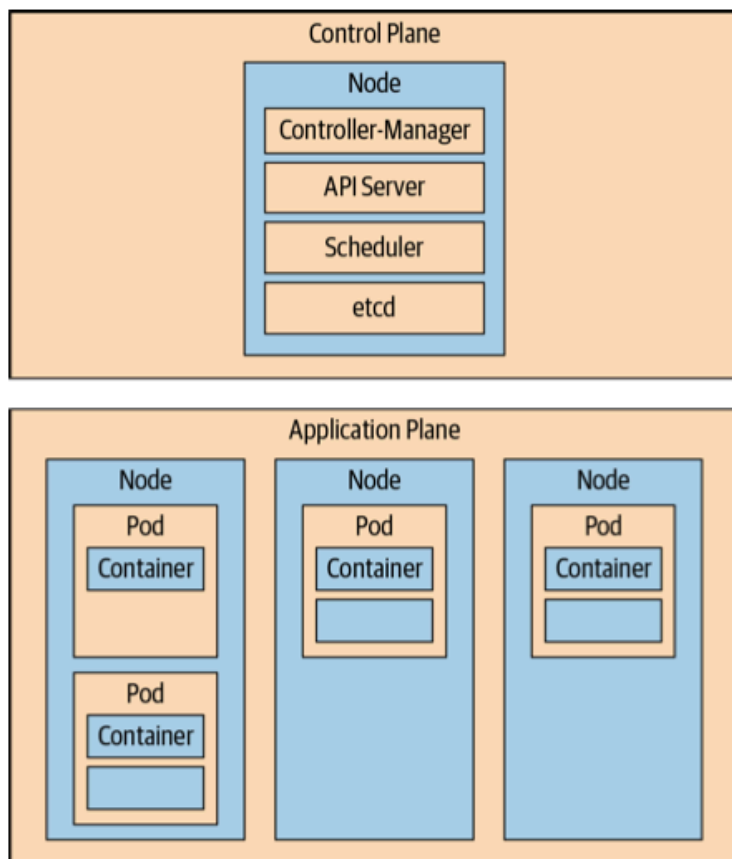 Control Plane
Node
Controller-Manager
API Server
Scheduler
etcd
Application Plane
Node
Pod
Container
Pod
Container
Node
Pod
Container
Node
Pod
Container